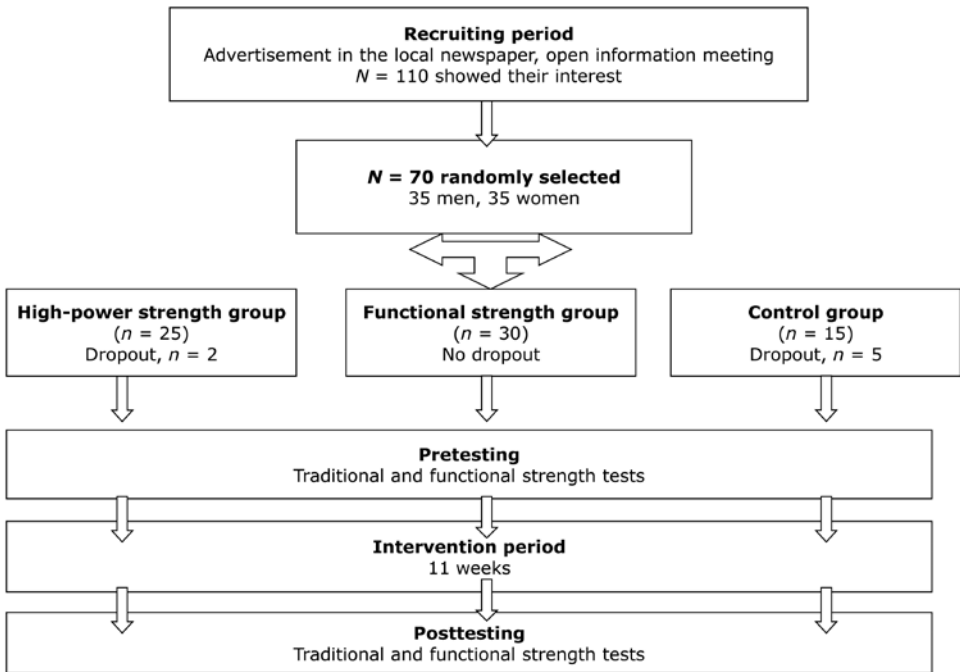 Recruiting period
Advertisement in the local newspaper, open information meeting
N = 110 showed their interest
N = 70 randomly selected
35 men, 35 women
High-power strength group
(n = 25)
Dropout, n = 2
Functional strength group
(n = 30)
No dropout
Control group
(n = 15)
Dropout, n = 5
Pretesting
Traditional and functional strength tests
Intervention period
11 weeks
Posttesting
Traditional and functional strength tests